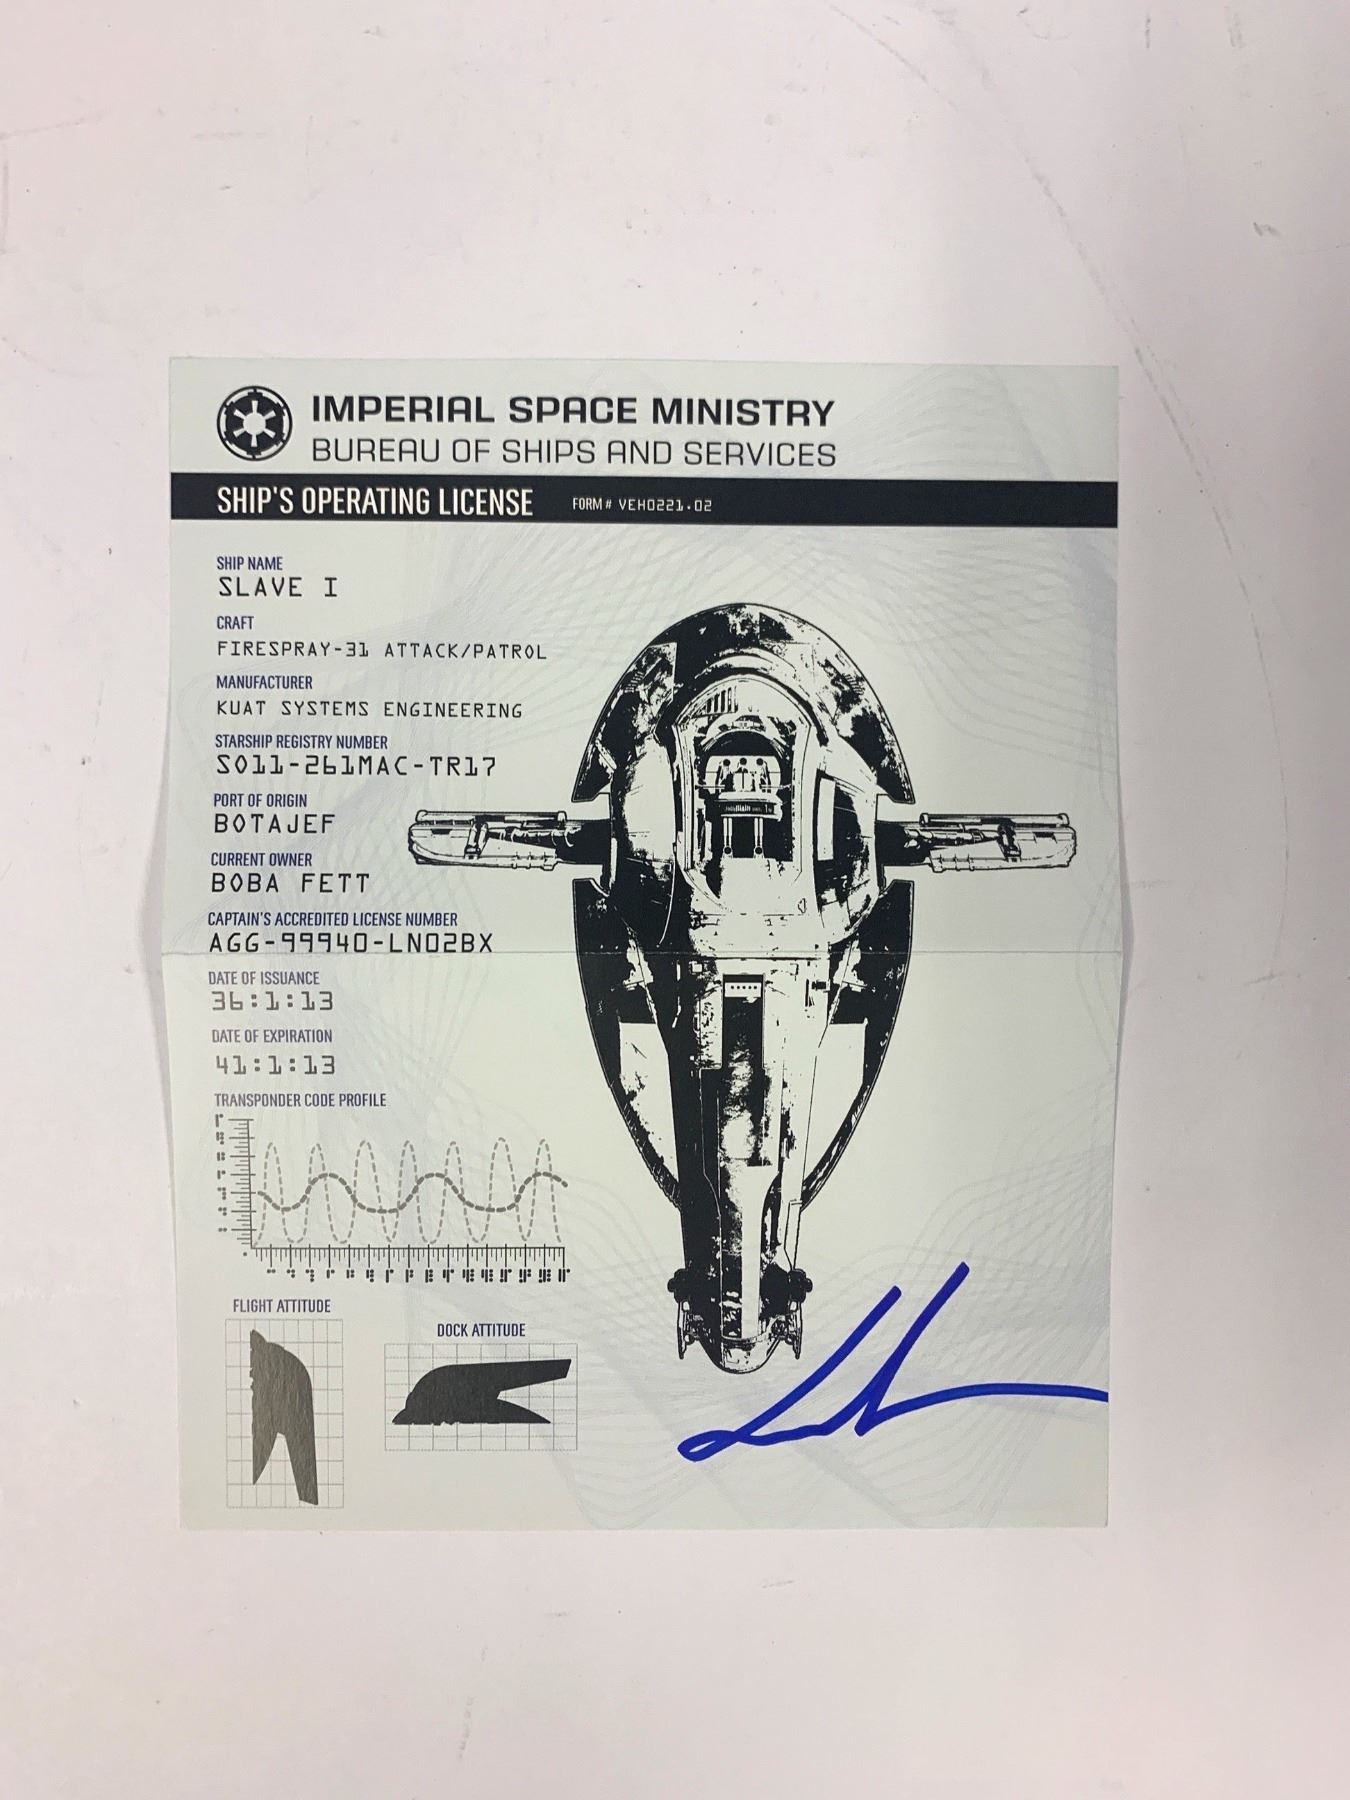 IMPERIAL SPACE MINISTRY
BUREAU OF SHIPS AND SERVICES
SHIP'S OPERATING LICENSE FORM # VEH0221.02
SHIP NAME
SLAVE I
CRAFT
FIRESPRAY-31 ATTACK/PATROL
MANUFACTURER
KUAT SYSTEMS ENGINEERING
STARSHIP REGISTRY NUMBER
S011-261MAC-TR17
PORT OF ORIGIN
BOTAJEF
CURRENT OWNER
BOBA FETT
CAPTAIN'S ACCREDITED LICENSE NUMBER
AGG-99940-LN02BX
DATE OF ISSUANCE
36:1:13
DATE OF EXPIRATION
41:1:13
TRANSPONDER CODE PROFILE
FLIGHT ATTITUDE
DOCK ATTITUDE